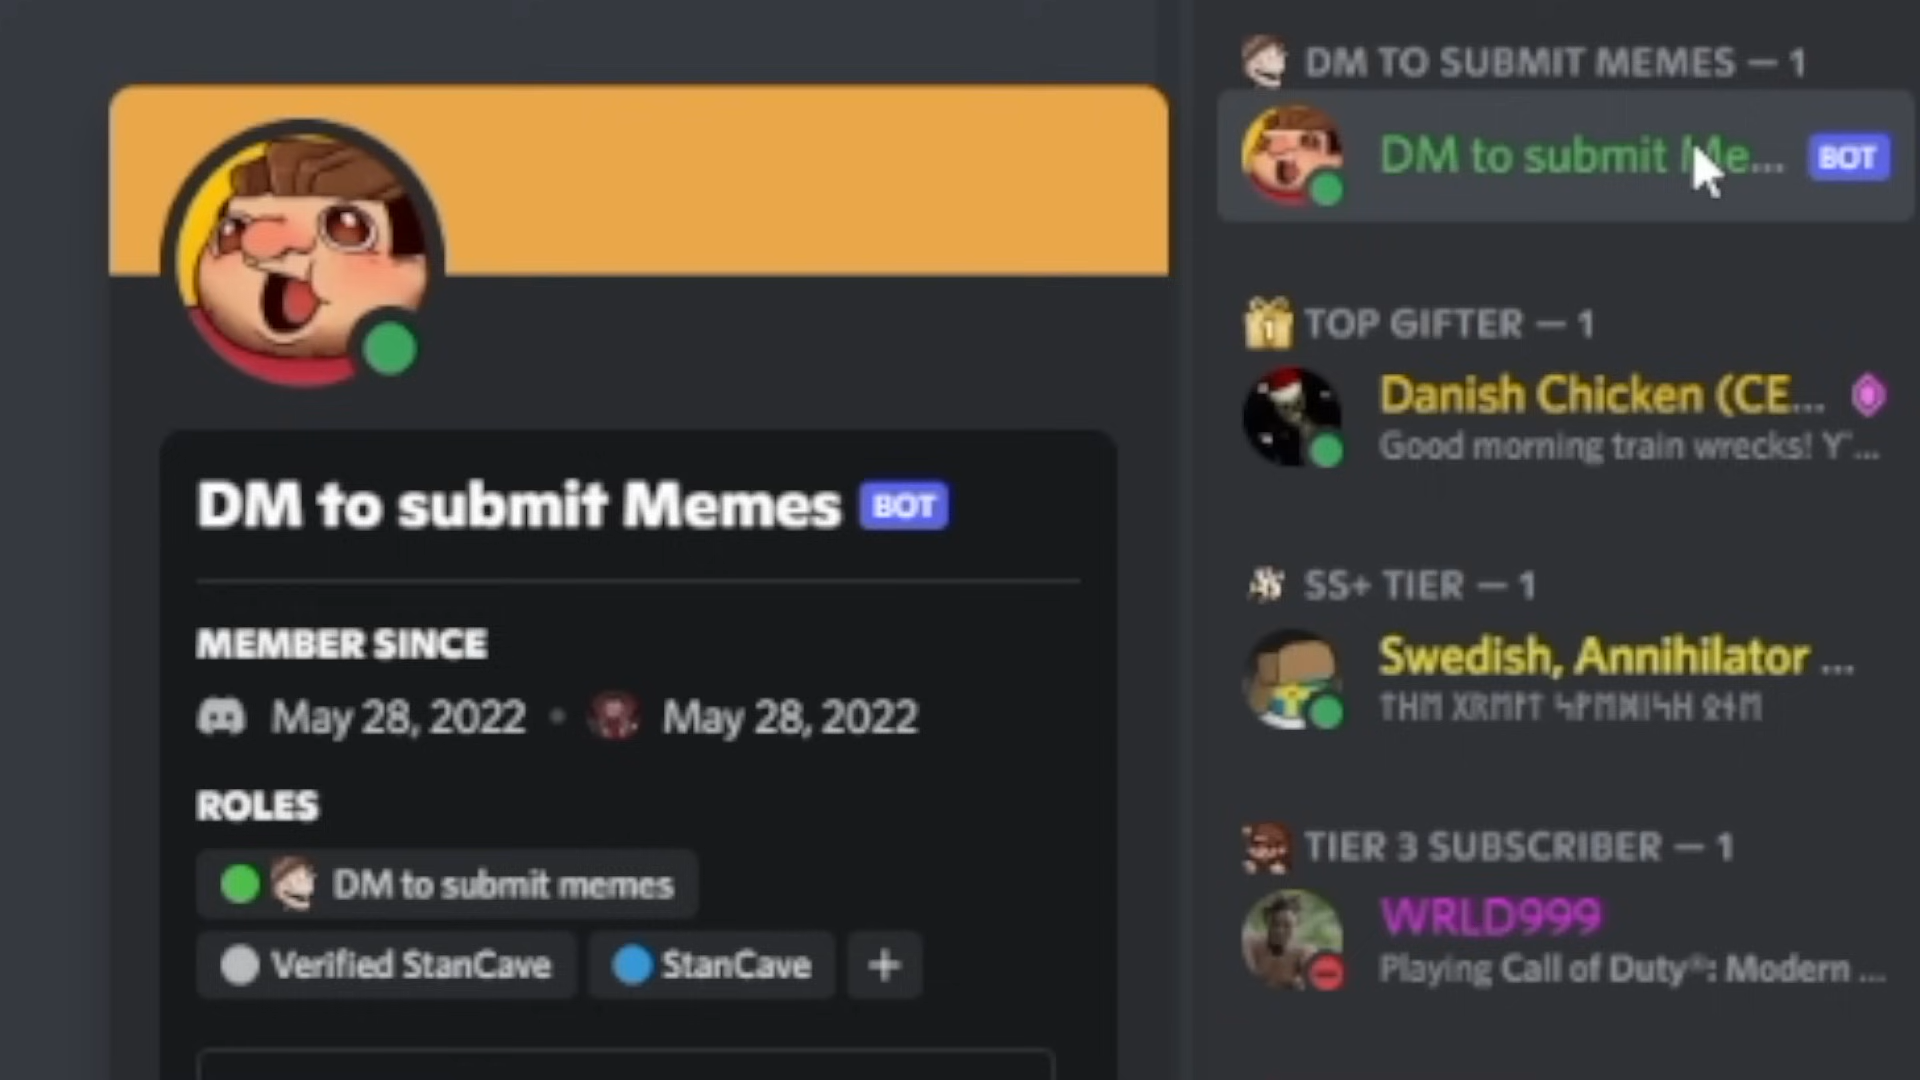 DM to submit Memes BOT
MEMBER SINCE
May 28, 2022 • May 28, 2022
ROLES
DM to submit memes
Verified StanCave
StanCave
+
DM TO SUBMIT MEMES — 1
DM to submit Me... BOT
TOP GIFTER — 1
Danish Chicken (CE...
Good morning train wrecks! Y'...
SS+ TIER — 1
Swedish, Annihilator ...
TIER 3 SUBSCRIBER — 1
WRLD999
Playing Call of Duty®: Modern ...